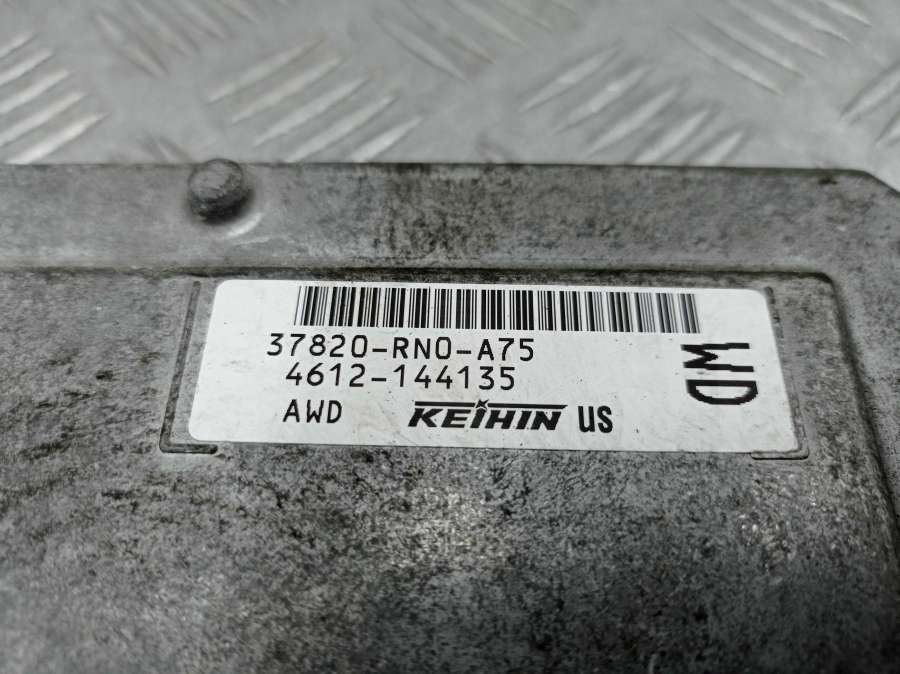 37820-RN0-A75
4612-144135
AWD KEIHIN US
WD